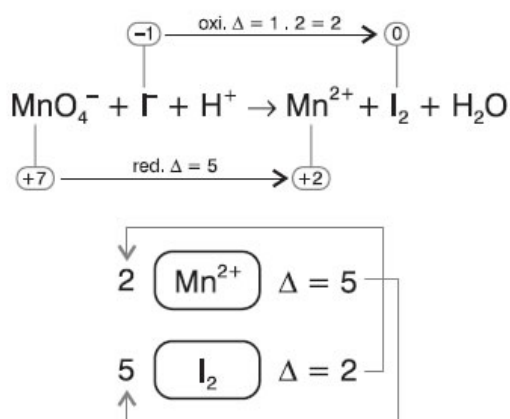 oxi. Δ = 1 . 2 = 2
−1 0
MnO₄⁻ + I⁻ + H⁺ → Mn²⁺ + I₂ + H₂O
red. Δ = 5
+7 +2
2 Mn²⁺ Δ = 5
5 I₂ Δ = 2